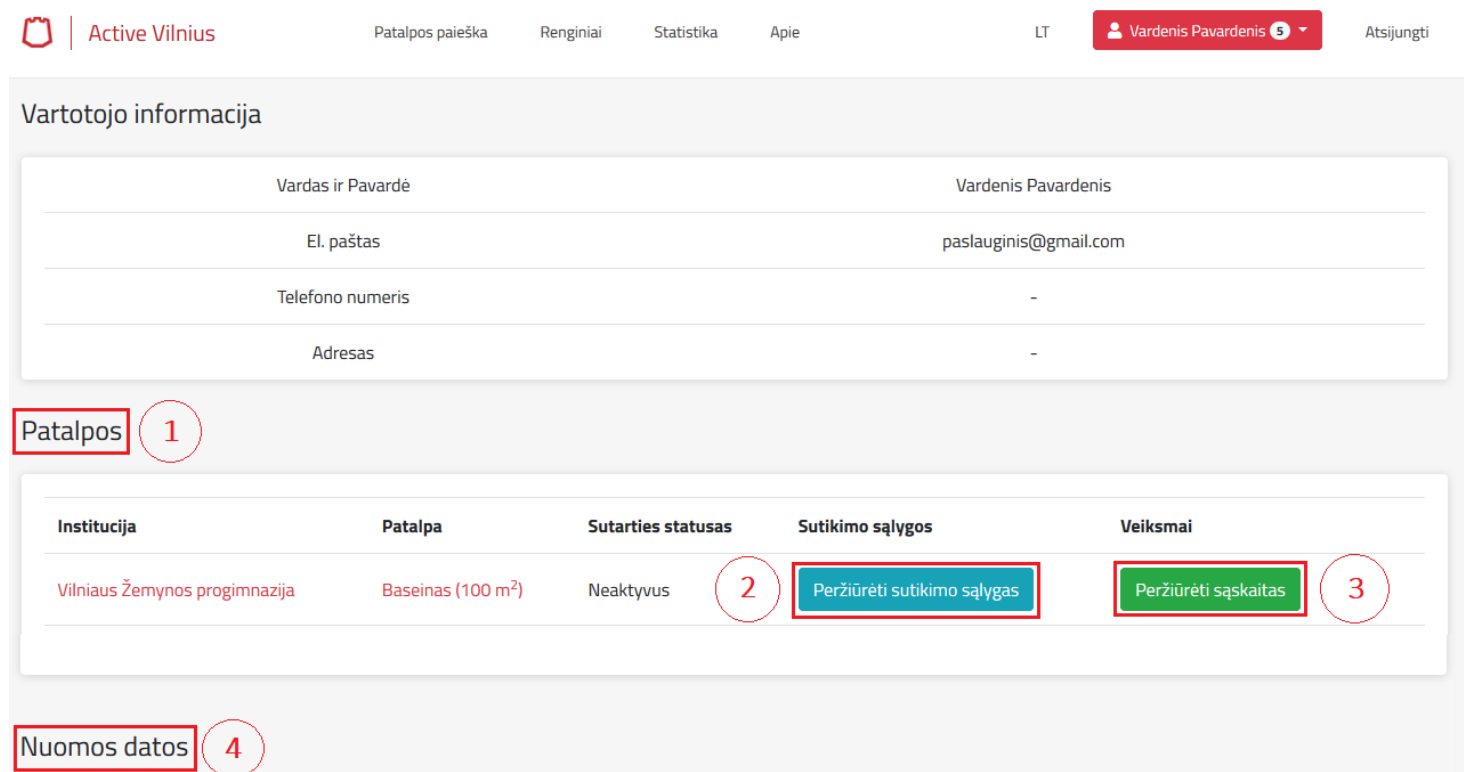 Active Vilnius Patalpos paieška Renginiai Statistika Apie LT Vardenis Pavardenis 5 Atsijungti
Vartotojo informacija
Vardas ir Pavardė Vardenis Pavardenis
El. paštas paslauginis@gmail.com
Telefono numeris -
Adresas -
Patalpos 1
Institucija Patalpa Sutarties statusas Sutikimo sąlygos Veiksmai
Vilniaus Žemynos progimnazija Baseinas (100 m²) Neaktyvus 2 Peržiūrėti sutikimo sąlygas Peržiūrėti sąskaitas 3
Nuomos datos 4